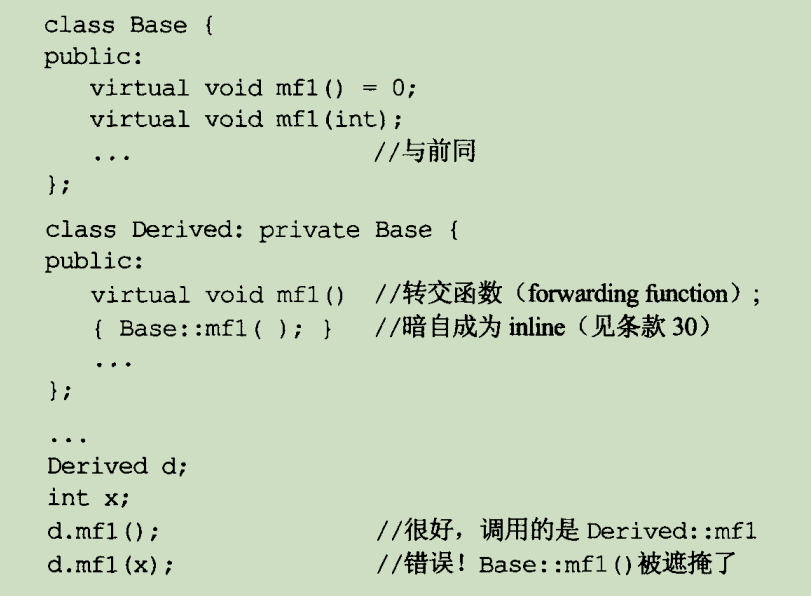 class Base {
public:
   virtual void mf1() = 0;
   virtual void mf1(int);
   ...                //与前同
};
class Derived: private Base {
public:
   virtual void mf1()  //转交函数（forwarding function）;
   { Base::mf1( ); }   //暗自成为 inline（见条款 30）
   ...
};
...
Derived d;
int x;
d.mf1();               //很好，调用的是 Derived::mf1
d.mf1(x);              //错误！Base::mf1()被遮掩了